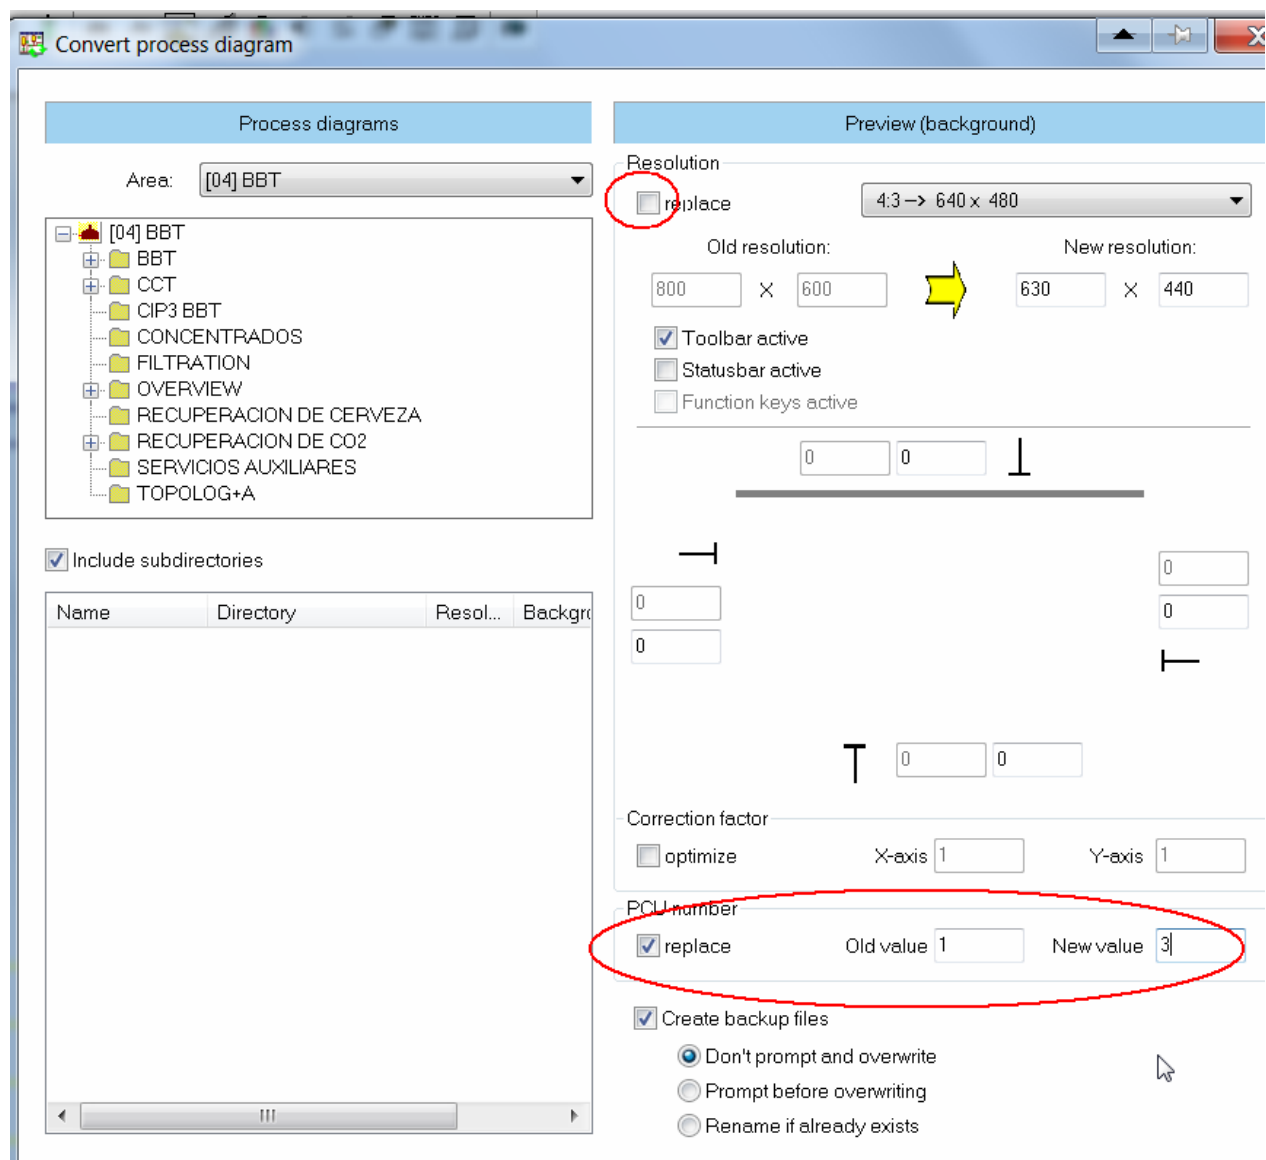 Convert process diagram
Process diagrams
Area: [04] BBT
[04] BBT
BBT
CCT
CIP3 BBT
CONCENTRADOS
FILTRATION
OVERVIEW
RECUPERACION DE CERVEZA
RECUPERACION DE CO2
SERVICIOS AUXILIARES
TOPOLOG+A
Include subdirectories
Name Directory Resol... Backgr
Preview (background)
Resolution
replace 4:3 -> 640 x 480
Old resolution: New resolution:
800 X 600 630 X 440
Toolbar active
Statusbar active
Function keys active
0 0
0
0
0
0
0 0
Correction factor
optimize X-axis 1 Y-axis 1
PCU number
replace Old value 1 New value 3
Create backup files
Don't prompt and overwrite
Prompt before overwriting
Rename if already exists